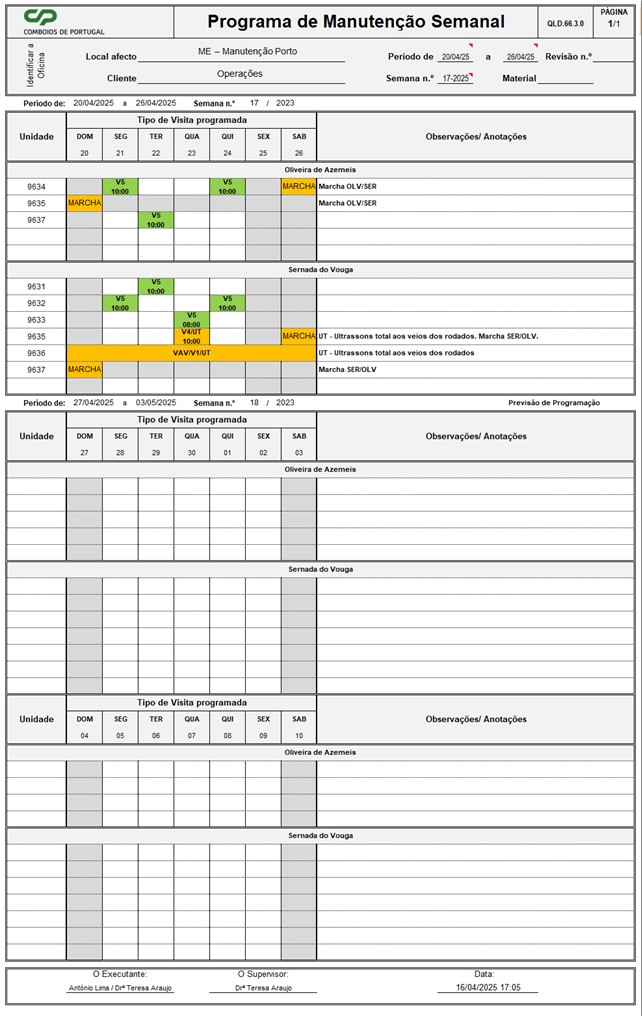 CP
COMBOIOS DE PORTUGAL
Programa de Manutenção Semanal
QLD.66.3.0
PÁGINA
1/1
Identificar a Oficina
Local afecto ME – Manutenção Porto
Cliente Operações
Período de 20/04/25 a 26/04/25 Revisão n.º
Semana n.º 17-2025 Material
Período de: 20/04/2025 a 26/04/2025 Semana n.º 17 / 2023
Unidade Tipo de Visita programada Observações/ Anotações
DOM SEG TER QUA QUI SEX SAB
20 21 22 23 24 25 26
Oliveira de Azemeis
9634 V5 10:00 V5 10:00 MARCHA Marcha OLV/SER
9635 MARCHA Marcha OLV/SER
9637 V5 10:00
Sernada do Vouga
9631 V5 10:00
9632 V5 10:00 V5 10:00
9633 V5 08:00
9635 V4/UT 10:00 MARCHA UT - Ultrassons total aos veios dos rodados. Marcha SER/OLV.
9636 VAV/V1/UT UT - Ultrassons total aos veios dos rodados
9637 MARCHA Marcha SER/OLV
Período de: 27/04/2025 a 03/05/2025 Semana n.º 18 / 2023 Previsão de Programação
Unidade Tipo de Visita programada Observações/ Anotações
DOM SEG TER QUA QUI SEX SAB
27 28 29 30 01 02 03
Oliveira de Azemeis
Sernada do Vouga
Unidade Tipo de Visita programada Observações/ Anotações
DOM SEG TER QUA QUI SEX SAB
04 05 06 07 08 09 10
Oliveira de Azemeis
Sernada do Vouga
O Executante: O Supervisor: Data:
António Lima / Drª Teresa Araujo Drª Teresa Araujo 16/04/2025 17:05